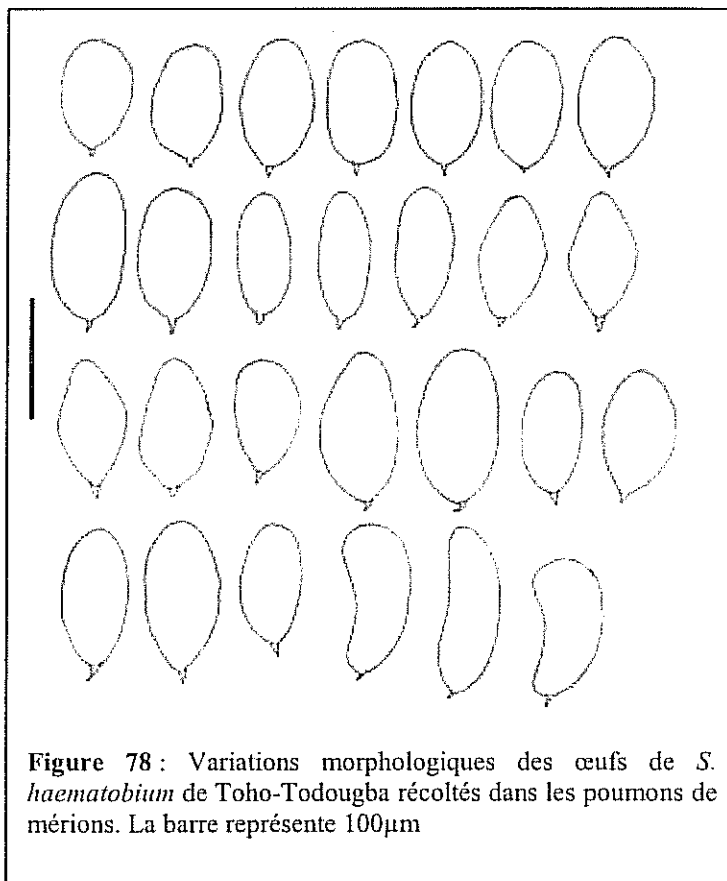 Figure 78 : Variations morphologiques des œufs de S.
haematobium de Toho-Todougba récoltés dans les poumons de
mérions. La barre représente 100µm